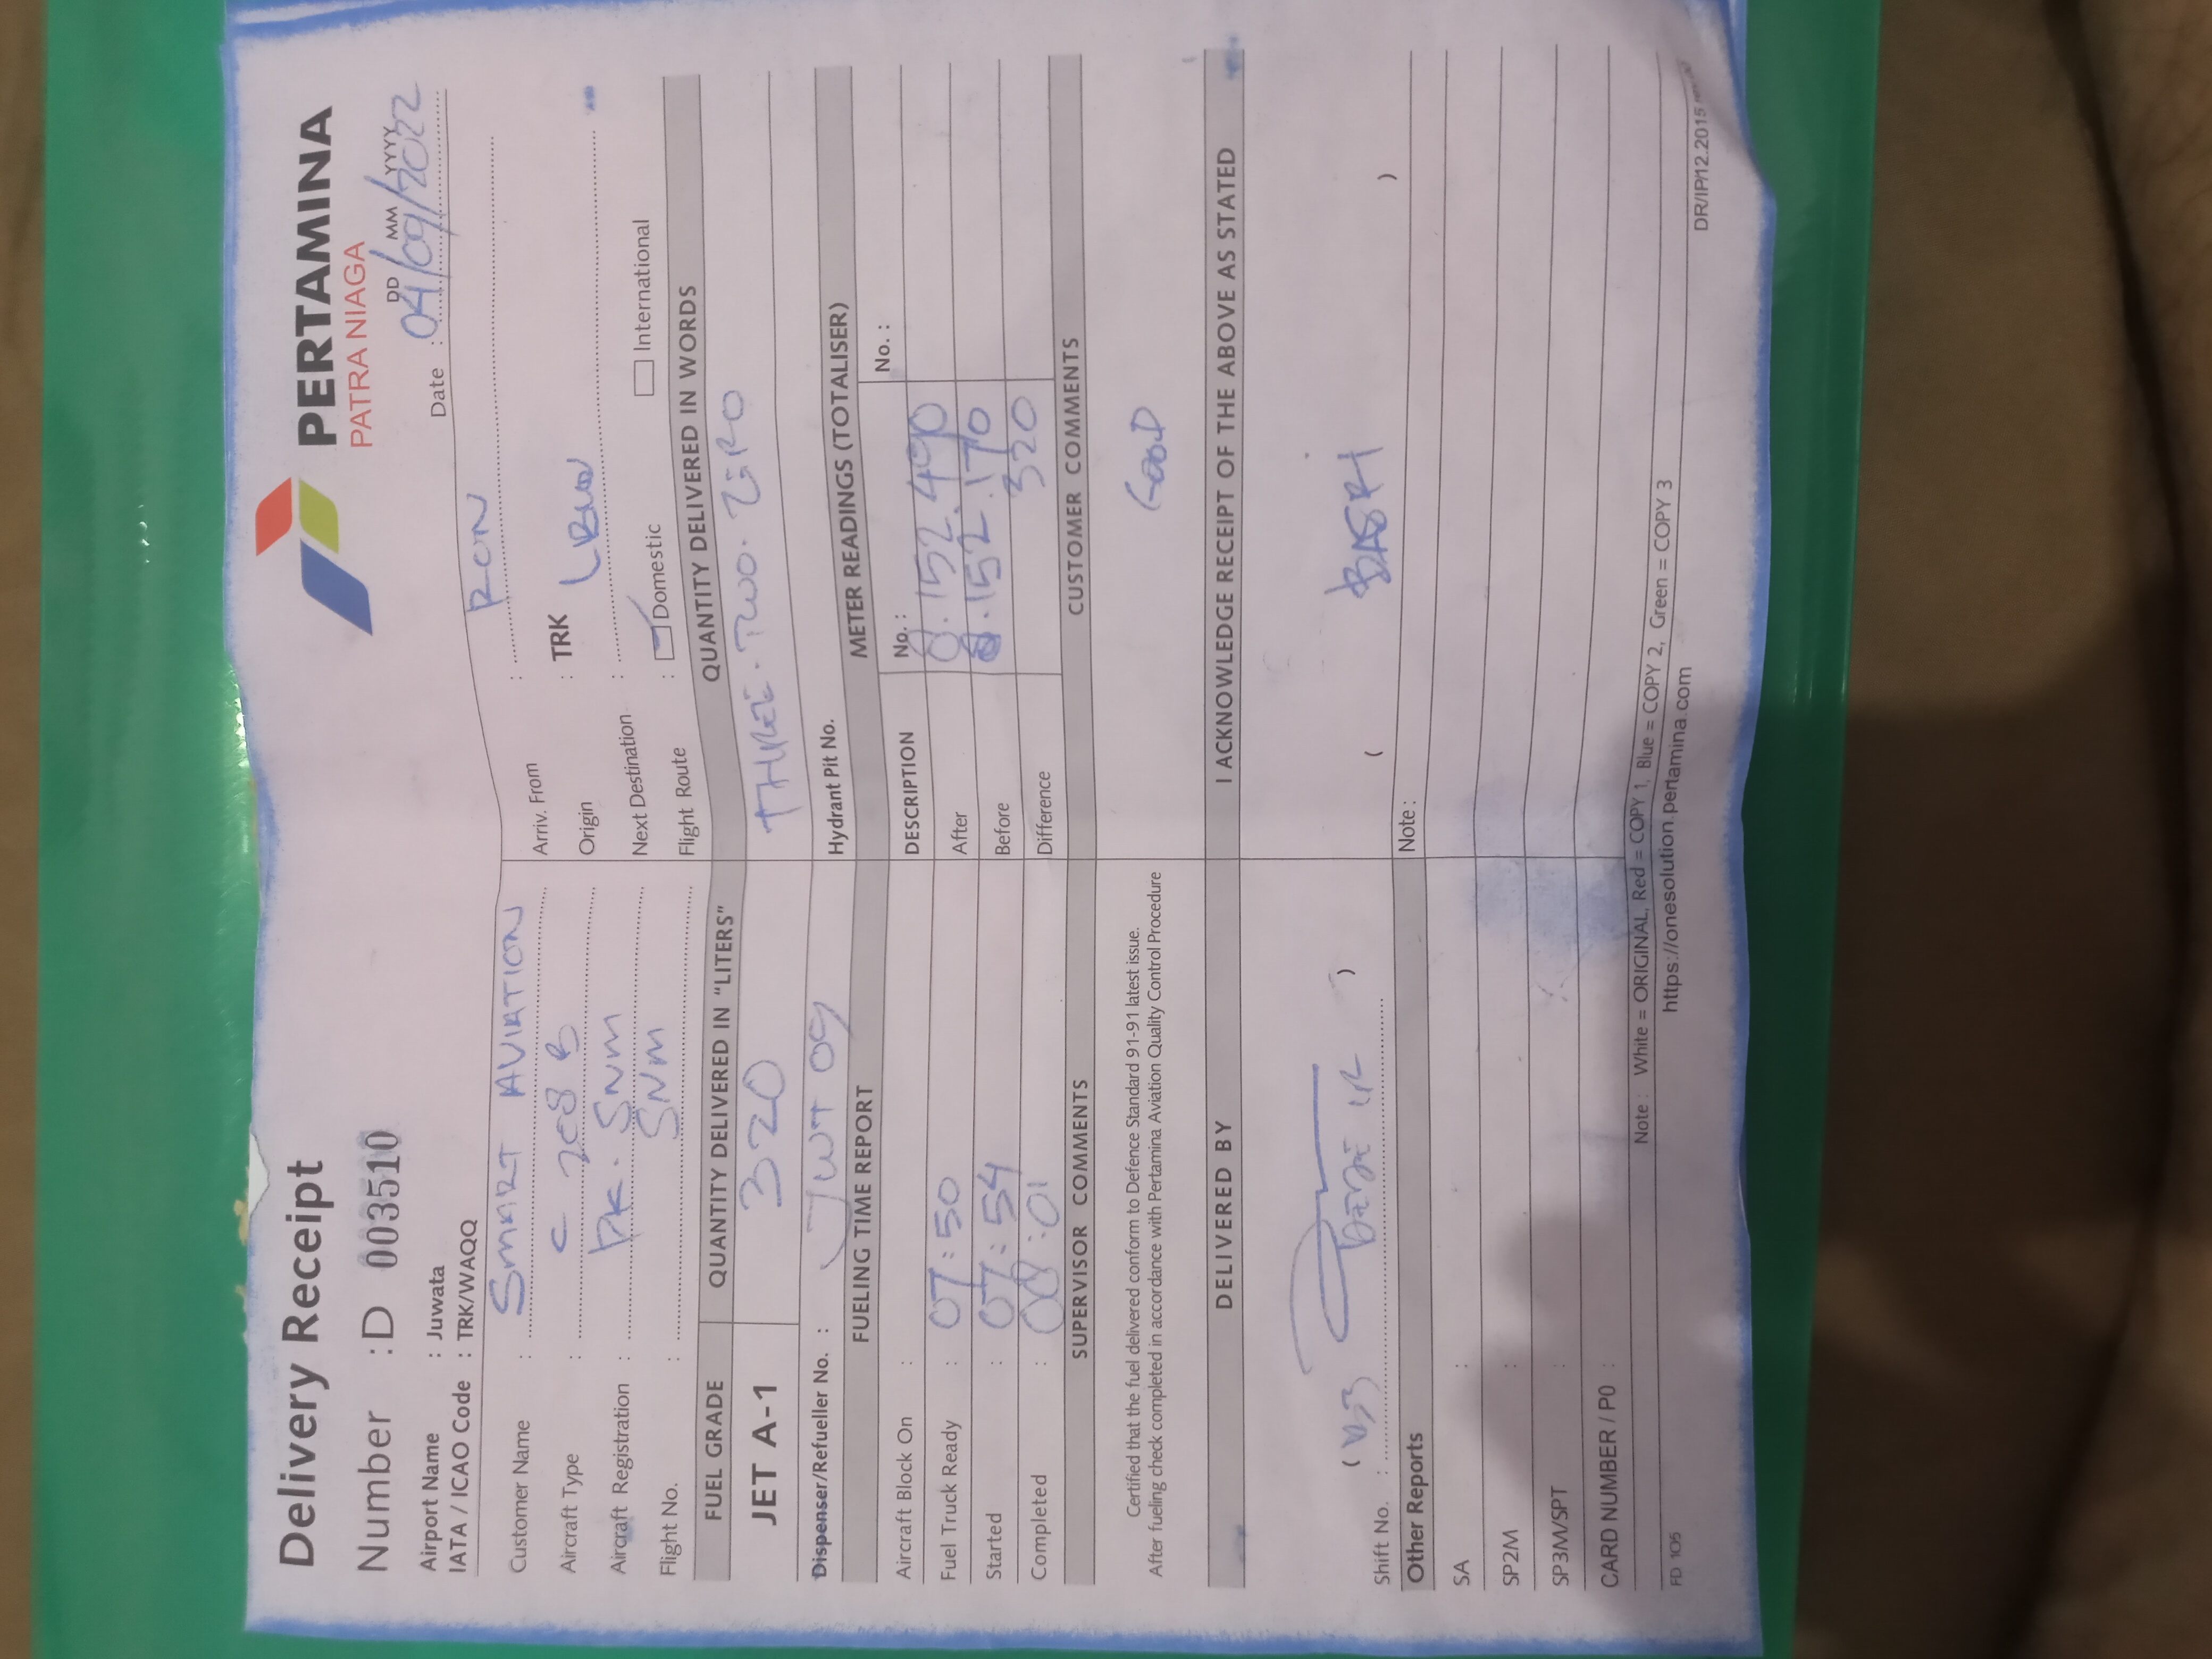 Delivery Receipt
PERTAMINA
PATRA NIAGA
Number : D 003510
Airport Name : Juwata
IATA / ICAO Code : TRK/WAQQ
DD MM YYYY
Date : 04/09/2022
Customer Name : SMART AVIATION
Aircraft Type : C 208 B
Aircraft Registration : PK. SNM
Flight No. : SNM
Arriv. From : RON
Origin : TRK
Next Destination :
Flight Route : Domestic International
FUEL GRADE QUANTITY DELIVERED IN "LITERS" QUANTITY DELIVERED IN WORDS
JET A-1 320 THREE. TWO. ZERO
Dispenser/Refueller No. : JWT 09 Hydrant Pit No.
FUELING TIME REPORT METER READINGS (TOTALISER)
Aircraft Block On :
Fuel Truck Ready : 07:50
Started : 07:54
Completed : 08:01
DESCRIPTION No. : No. :
After 0.152.490
Before 0.152.170
Difference 320
SUPERVISOR COMMENTS CUSTOMER COMMENTS
GOOD
Certified that the fuel delivered conform to Defence Standard 91-91 latest issue.
After fueling check completed in accordance with Pertamina Aviation Quality Control Procedure
DELIVERED BY I ACKNOWLEDGE RECEIPT OF THE ABOVE AS STATED
( )
BASRI
( )
Shift No. :
Other Reports Note :
SA :
SP2M :
SP3M/SPT :
CARD NUMBER / PO :
Note : White = ORIGINAL, Red = COPY 1, Blue = COPY 2, Green = COPY 3
FD 105
https://onesolution.pertamina.com
DR/IP/12.2015